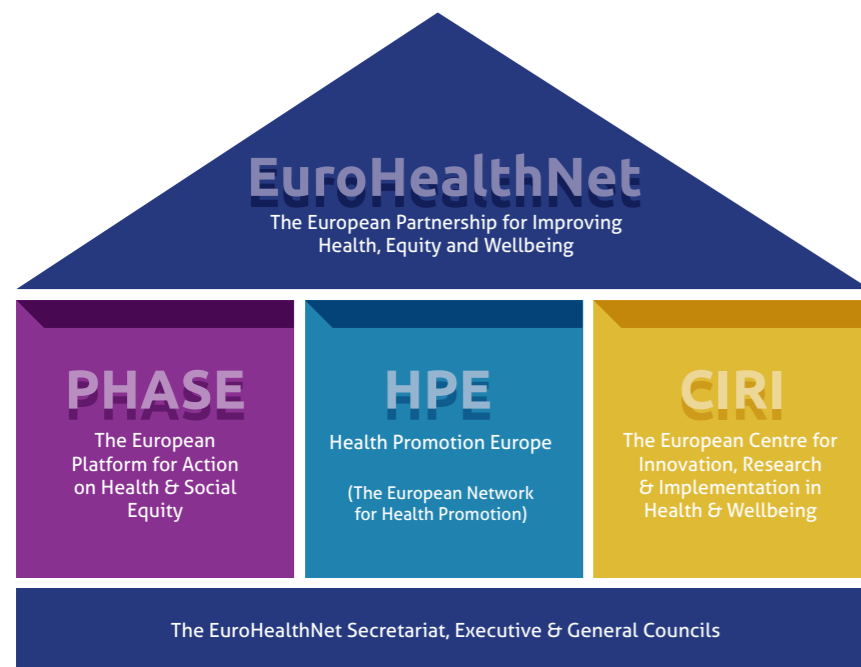 EuroHealthNet
The European Partnership for Improving
Health, Equity and Wellbeing
PHASE
The European
Platform for Action
on Health & Social
Equity
HPE
Health Promotion Europe
(The European Network
for Health Promotion)
CIRI
The European Centre for
Innovation, Research
& Implementation in
Health & Wellbeing
The EuroHealthNet Secretariat, Executive & General Councils